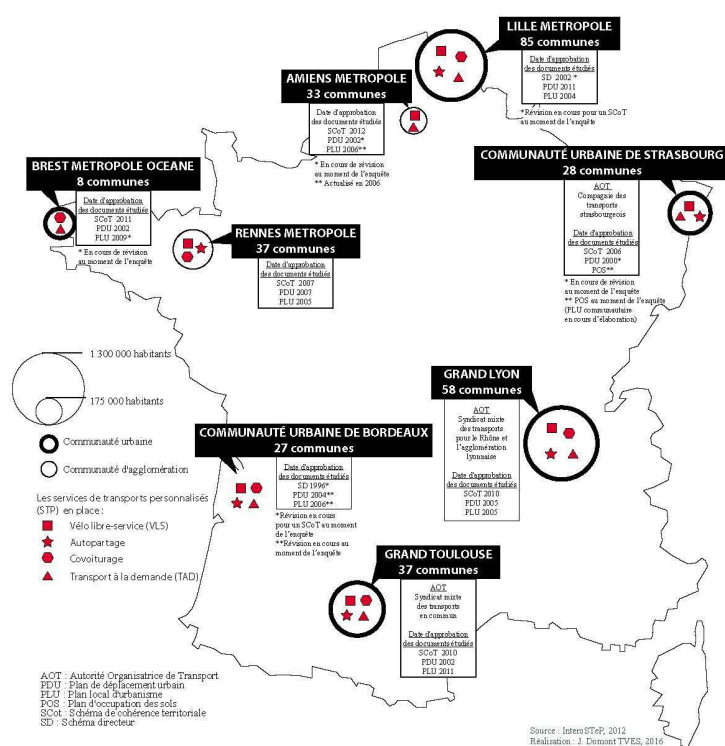 LILLE METROPOLE
85 communes
Date d'approbation
des documents étudiés
SD 2002 *
PDU 2011
PLU 2004
*Révision en cours pour un SCoT
au moment de l'enquête
AMIENS METROPOLE
33 communes
Date d'approbation
des documents étudiés
SCoT 2012
PDU 2002*
PLU 2006**
* En cours de révision
au moment de l'enquête
** Actualisé en 2006
BREST METROPOLE OCEANE
8 communes
Date d'approbation
des documents étudiés
SCoT 2011
PDU 2002
PLU 2009*
* En cours de révision
au moment de l'enquête
RENNES METROPOLE
37 communes
Date d'approbation
des documents étudiés
SCoT 2007
PDU 2007
PLU 2005
COMMUNAUTÉ URBAINE DE STRASBOURG
28 communes
AOT
Compagnie des
transports
strasbourgeois
Date d'approbation
des documents étudiés
SCoT 2006
PDU 2000*
POS**
* En cours de révision
au moment de l'enquête
** POS au moment de l'enquête
(PLU communautaire
en cours d'élaboration)
1 300 000 habitants
175 000 habitants
Communauté urbaine
Communauté d'agglomération
Les services de transports personnalisés
(STP) en place :
Vélo libre-service (VLS)
Autopartage
Covoiturage
Transport à la demande (TAD)
GRAND LYON
58 communes
AOT
Syndicat mixte
des transports
pour le Rhône et
l'agglomération
lyonnaise
Date d'approbation
des documents étudiés
SCoT 2010
PDU 2005
PLU 2005
COMMUNAUTÉ URBAINE DE BORDEAUX
27 communes
Date d'approbation
des documents étudiés
SD 1996*
PDU 2004**
PLU 2006**
*Révision en cours
pour un SCoT au moment
de l'enquête
**Révision en cours au
moment de l'enquête
GRAND TOULOUSE
37 communes
AOT
Syndicat mixte
des transports
en commun
Date d'approbation
des documents étudiés
SCoT 2010
PDU 2002
PLU 2011
AOT : Autorité Organisatrice de Transport
PDU : Plan de déplacement urbain
PLU : Plan local d'urbanisme
POS : Plan d'occupation des sols
SCot : Schéma de cohérence territoriale
SD : Schéma directeur
Source : IntermSTeP, 2012
Réalisation : J. Domont TVES, 2016